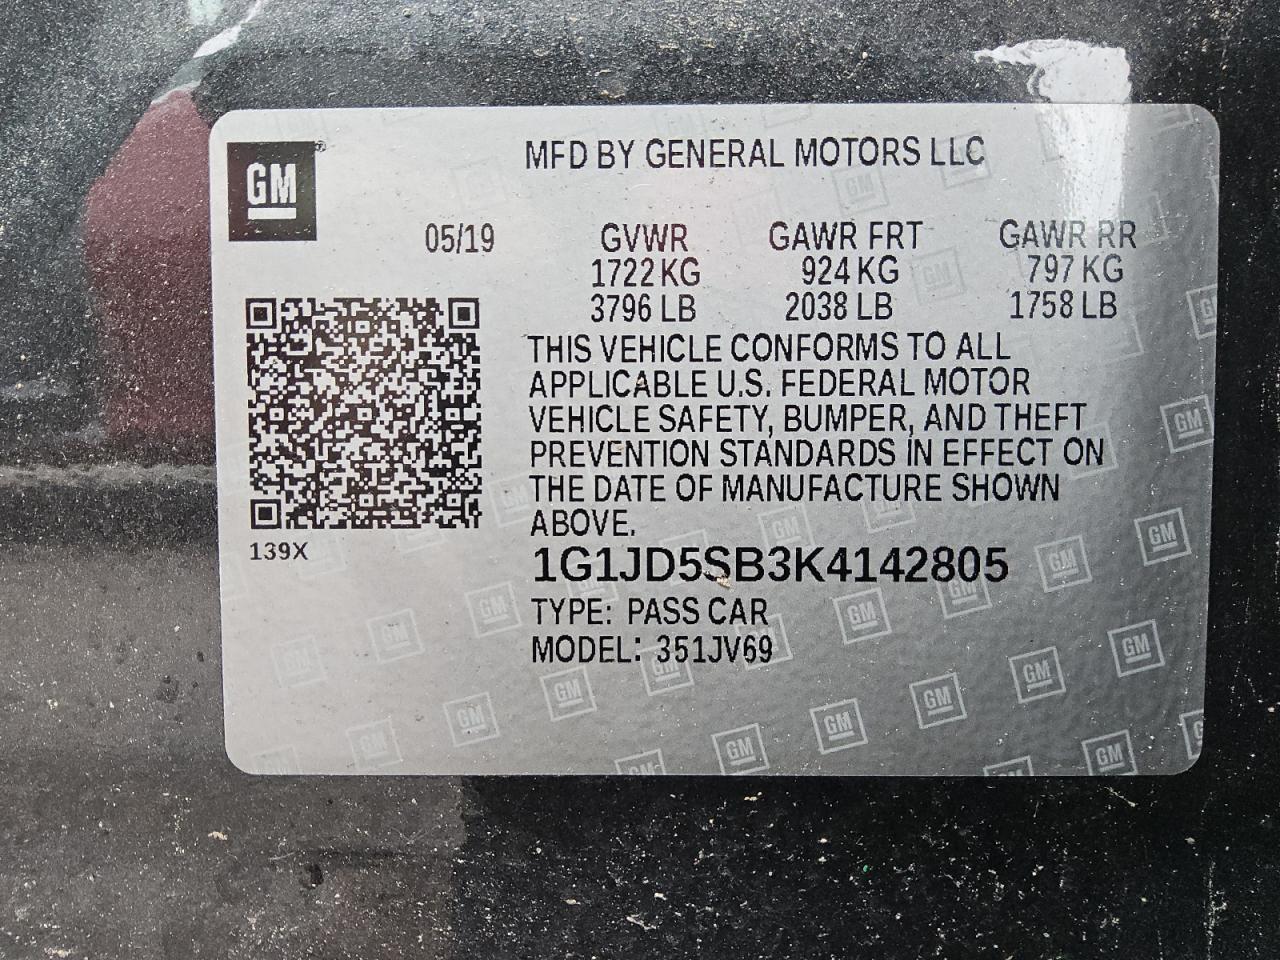 GM
MFD BY GENERAL MOTORS LLC
05/19
GVWR GAWR FRT GAWR RR
1722 KG 924 KG 797 KG
3796 LB 2038 LB 1758 LB
THIS VEHICLE CONFORMS TO ALL
APPLICABLE U.S. FEDERAL MOTOR
VEHICLE SAFETY, BUMPER, AND THEFT
PREVENTION STANDARDS IN EFFECT ON
THE DATE OF MANUFACTURE SHOWN
ABOVE.
139X
1G1JD5SB3K4142805
TYPE: PASS CAR
MODEL: 351JV69